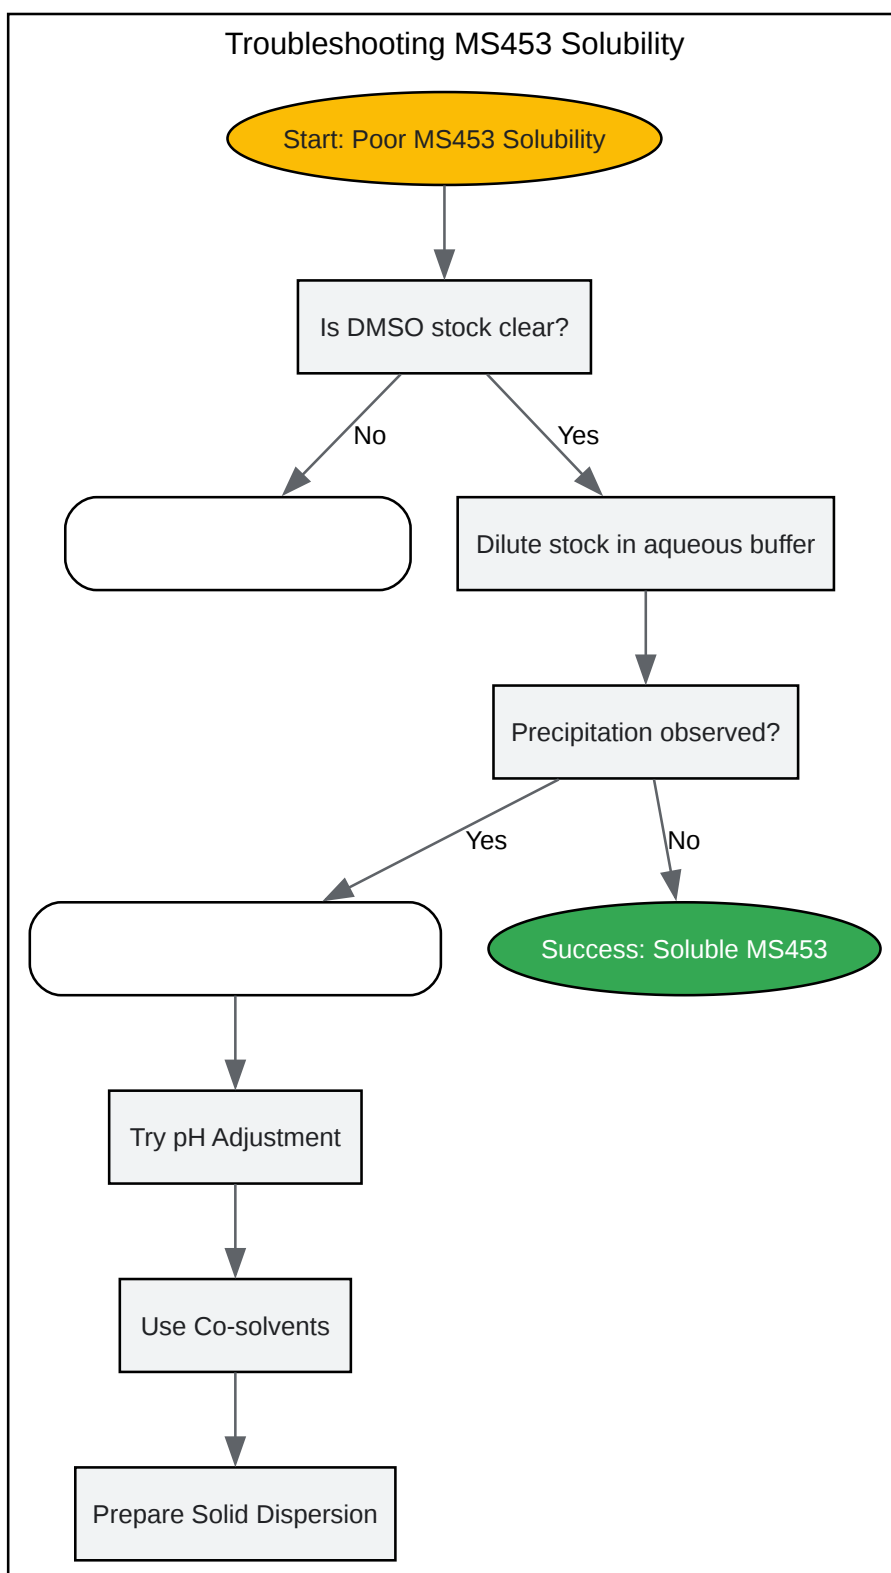 Troubleshooting MS453 Solubility
Start: Poor MS453 Solubility
Is DMSO stock clear?
No
Yes
Dilute stock in aqueous buffer
Precipitation observed?
Yes
No
Success: Soluble MS453
Try pH Adjustment
Use Co-solvents
Prepare Solid Dispersion